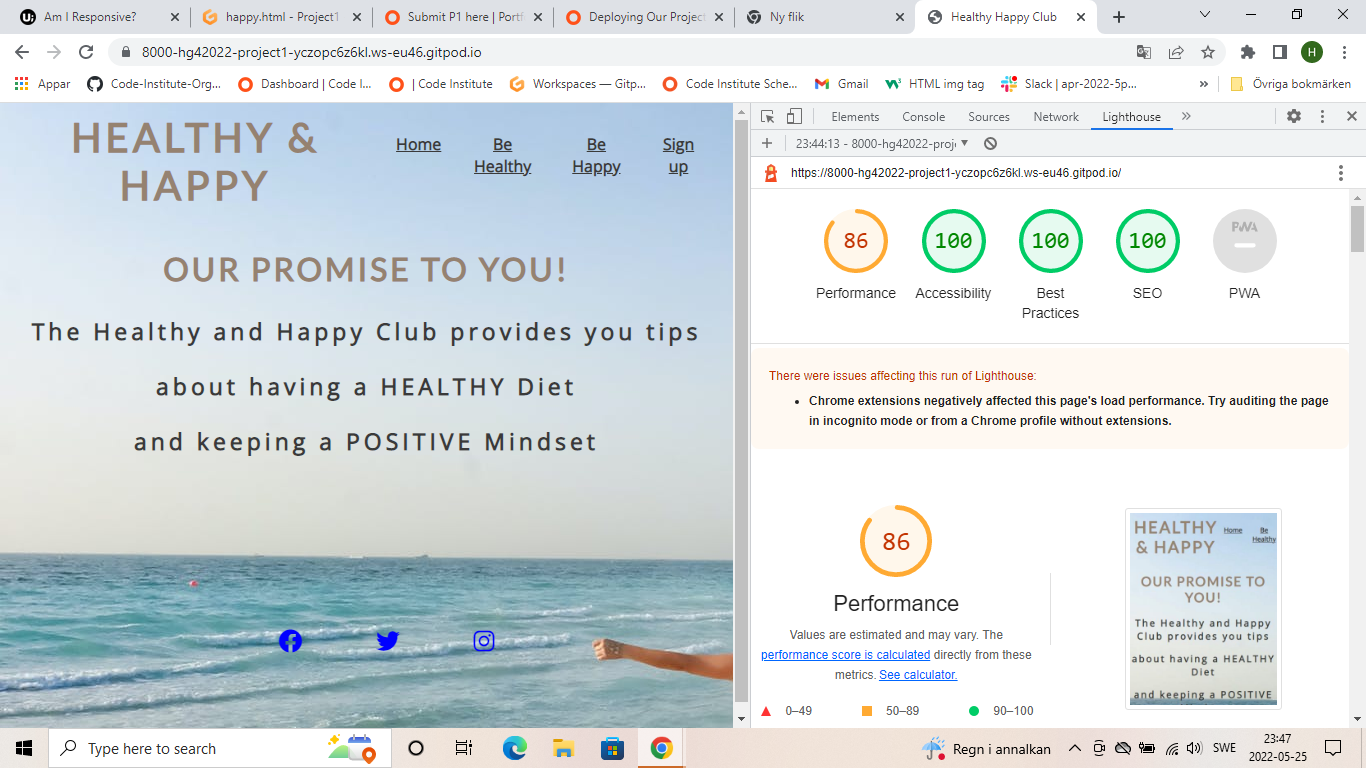 Am I Responsive?
happy.html - Project1
Submit P1 here | Portf
Deploying Our Project
Ny flik
Healthy Happy Club
8000-hg42022-project1-yczopc6z6kl.ws-eu46.gitpod.io
H
Appar
Code-Institute-Org...
Dashboard | Code I...
| Code Institute
Workspaces — Gitp...
Code Institute Sche...
Gmail
HTML img tag
Slack | apr-2022-5p...
»
Övriga bokmärken
HEALTHY &
HAPPY
Home
Be
Healthy
Be
Happy
Sign
up
OUR PROMISE TO YOU!
The Healthy and Happy Club provides you tips
about having a HEALTHY Diet
and keeping a POSITIVE Mindset
Elements
Console
Sources
Network
Lighthouse
»
23:44:13 - 8000-hg42022-proj
https://8000-hg42022-project1-yczopc6z6kl.ws-eu46.gitpod.io/
86
100
100
100
PWA
Performance
Accessibility
Best
Practices
SEO
PWA
There were issues affecting this run of Lighthouse:
• Chrome extensions negatively affected this page's load performance. Try auditing the page
in incognito mode or from a Chrome profile without extensions.
86
Performance
Values are estimated and may vary. The
performance score is calculated directly from these
metrics. See calculator.
0–49
50–89
90–100
HEALTHY
& HAPPY
Home
Be
Healthy
OUR PROMISE TO
YOU!
The Healthy and Happy
Club provides you tips
about having a HEALTHY
Diet
and keeping a POSITIVE
Type here to search
Regn i annalkan
SWE
23:47
2022-05-25